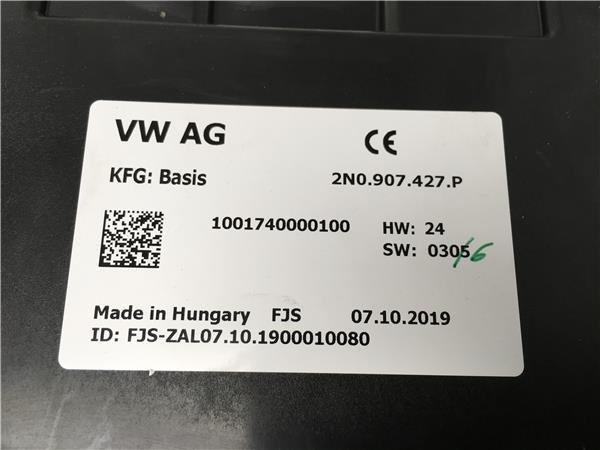 VW AG
CE
KFG: Basis
2N0.907.427.P
1001740000100
HW: 24
SW: 0305
16
Made in Hungary FJS 07.10.2019
ID: FJS-ZAL07.10.1900010080